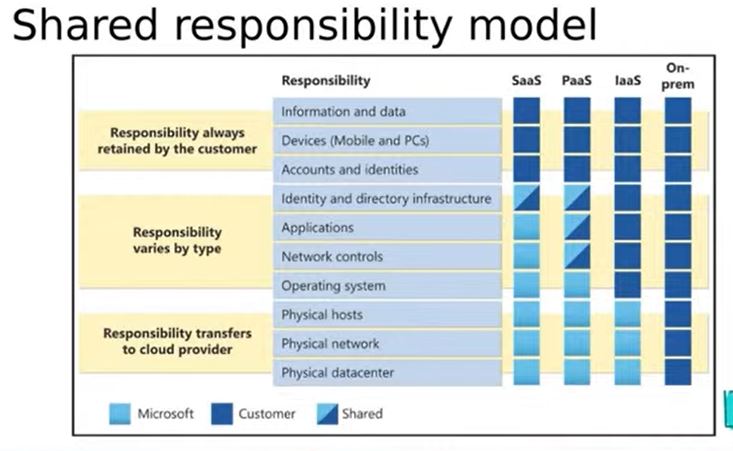 Shared responsibility model
Responsibility SaaS PaaS IaaS On-
prem
Responsibility always
retained by the customer
Information and data
Devices (Mobile and PCs)
Accounts and identities
Responsibility
varies by type
Identity and directory infrastructure
Applications
Network controls
Operating system
Responsibility transfers
to cloud provider
Physical hosts
Physical network
Physical datacenter
Microsoft Customer Shared